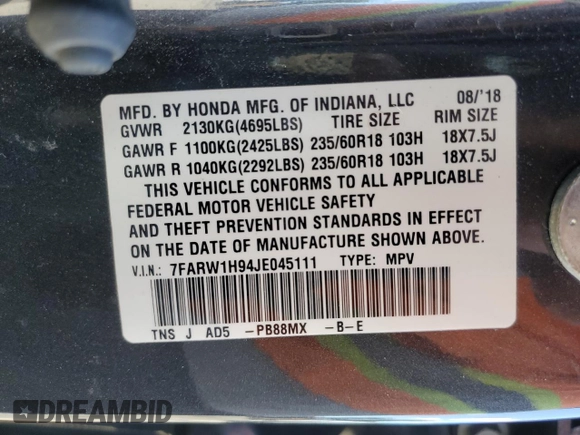 MFD. BY HONDA MFG. OF INDIANA, LLC 08/'18
GVWR 2130KG(4695LBS) TIRE SIZE RIM SIZE
GAWR F 1100KG(2425LBS) 235/60R18 103H 18X7.5J
GAWR R 1040KG(2292LBS) 235/60R18 103H 18X7.5J
THIS VEHICLE CONFORMS TO ALL APPLICABLE
FEDERAL MOTOR VEHICLE SAFETY
AND THEFT PREVENTION STANDARDS IN EFFECT
ON THE DATE OF MANUFACTURE SHOWN ABOVE.
V.I.N.: 7FARW1H94JE045111 TYPE: MPV
TNS J AD5 -PB88MX -B-E
DREAMBID